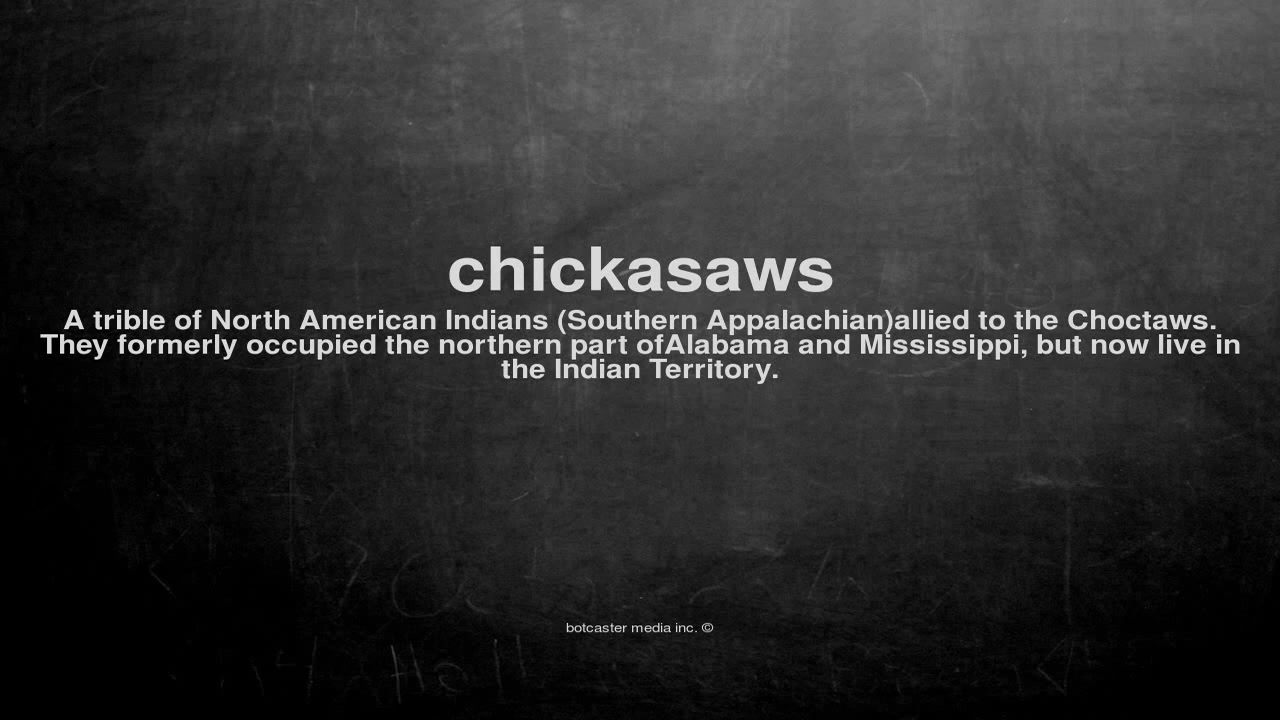 chickasaws
A trible of North American Indians (Southern Appalachian)allied to the Choctaws.
They formerly occupied the northern part ofAlabama and Mississippi, but now live in
the Indian Territory.
botcaster media inc. ©